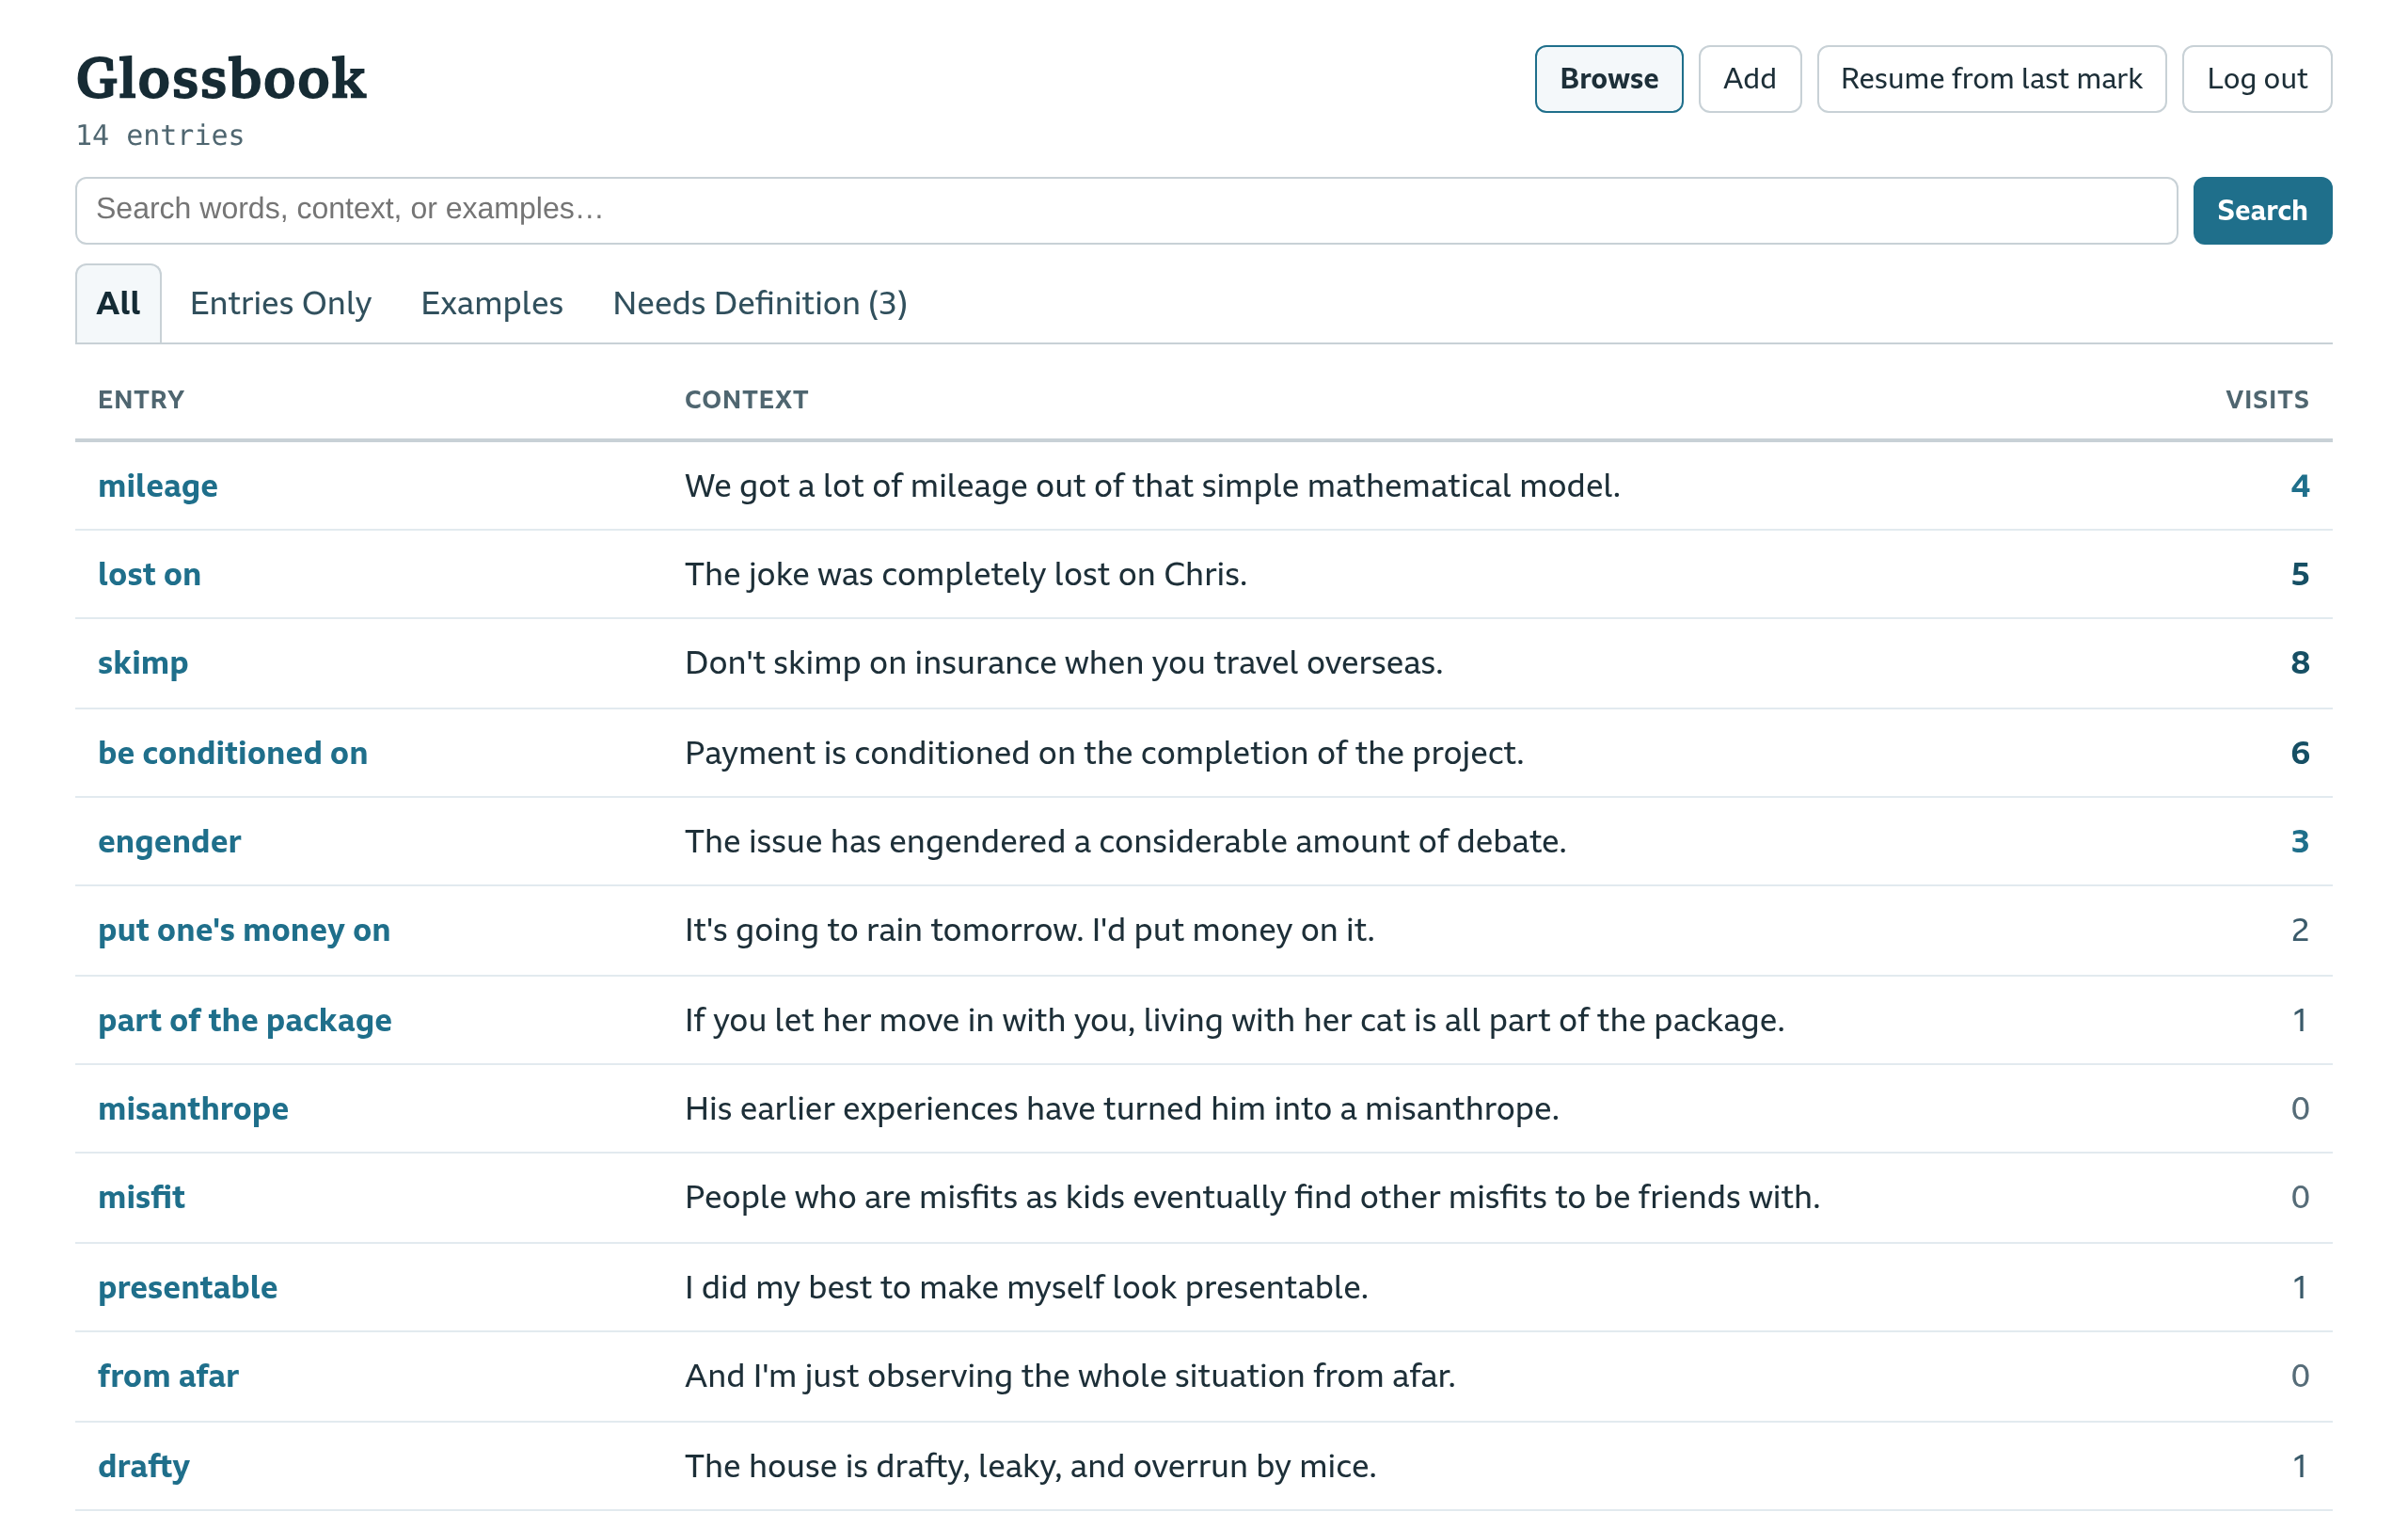 Glossbook
14 entries
Browse Add Resume from last mark Log out
Search words, context, or examples… Search
All Entries Only Examples Needs Definition (3)
ENTRY CONTEXT VISITS
mileage We got a lot of mileage out of that simple mathematical model. 4
lost on The joke was completely lost on Chris. 5
skimp Don't skimp on insurance when you travel overseas. 8
be conditioned on Payment is conditioned on the completion of the project. 6
engender The issue has engendered a considerable amount of debate. 3
put one's money on It's going to rain tomorrow. I'd put money on it. 2
part of the package If you let her move in with you, living with her cat is all part of the package. 1
misanthrope His earlier experiences have turned him into a misanthrope. 0
misfit People who are misfits as kids eventually find other misfits to be friends with. 0
presentable I did my best to make myself look presentable. 1
from afar And I'm just observing the whole situation from afar. 0
drafty The house is drafty, leaky, and overrun by mice. 1